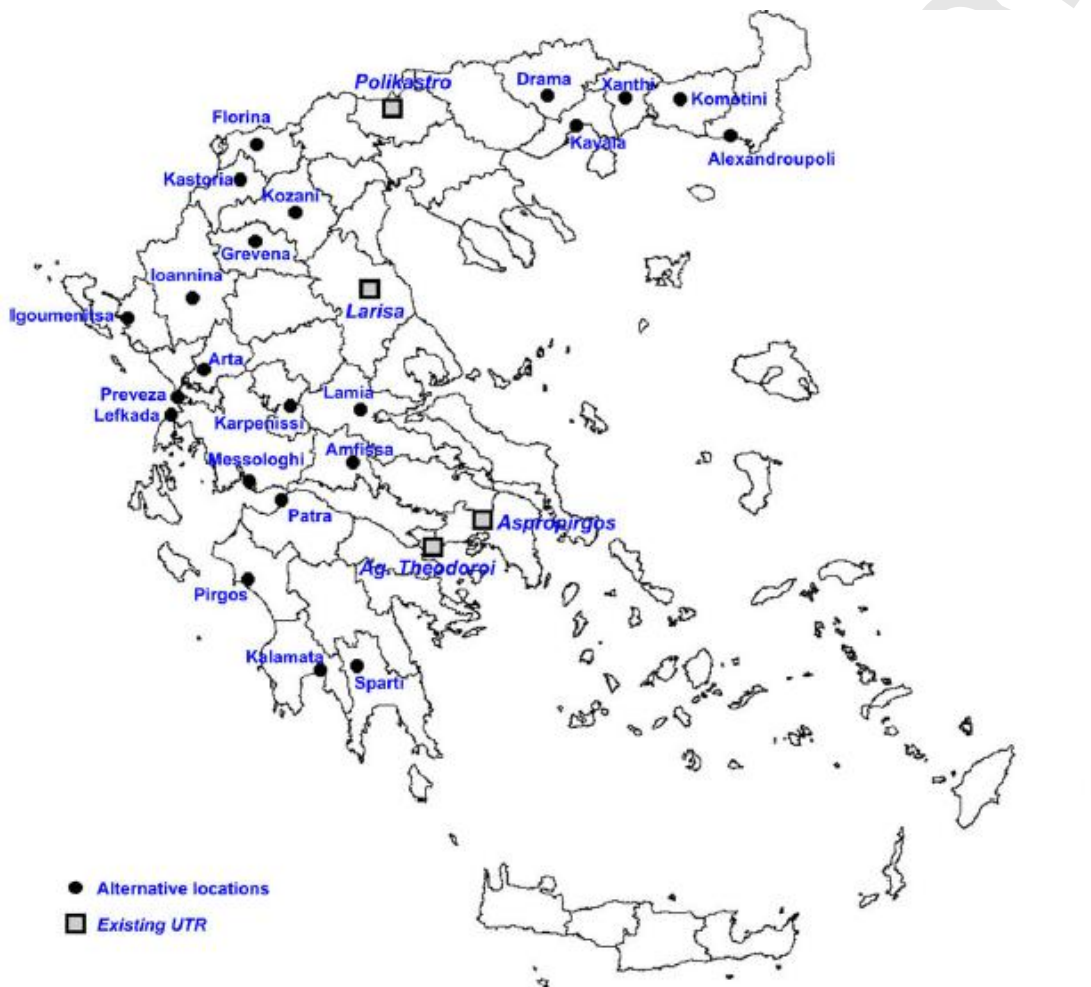 Polikastro
Drama
Xanthi
Komotini
Florina
Kavala
Alexandroupoli
Kastoria
Kozani
Grevena
Ioannina
Igoumenitsa
Larisa
Arta
Preveza
Lamia
Lefkada
Karpenissi
Messologhi
Amfissa
Patra
Aspropirgos
Ag. Theodoroi
Pirgos
Kalamata
Sparti
Alternative locations
Existing UTR